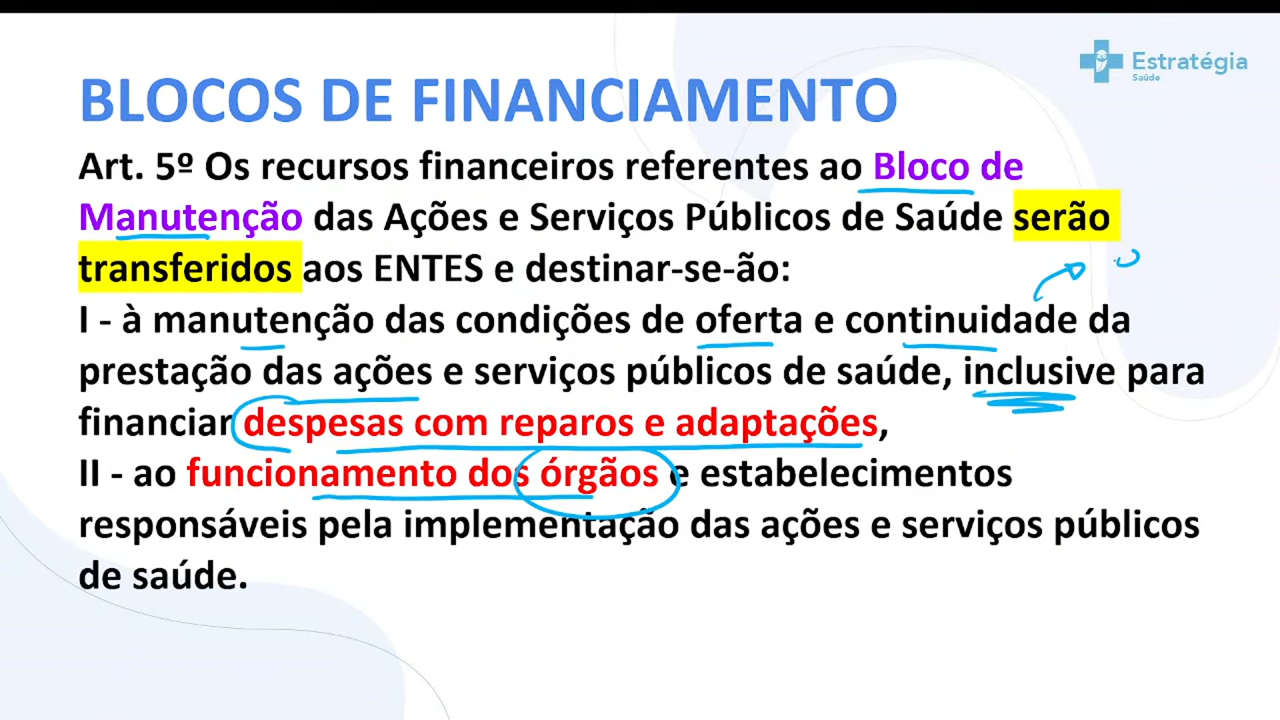 Estratégia
Saúde
BLOCOS DE FINANCIAMENTO
Art. 5º Os recursos financeiros referentes ao Bloco de
Manutenção das Ações e Serviços Públicos de Saúde serão
transferidos aos ENTES e destinar-se-ão:
I - à manutenção das condições de oferta e continuidade da
prestação das ações e serviços públicos de saúde, inclusive para
financiar despesas com reparos e adaptações,
II - ao funcionamento dos órgãos e estabelecimentos
responsáveis pela implementação das ações e serviços públicos
de saúde.